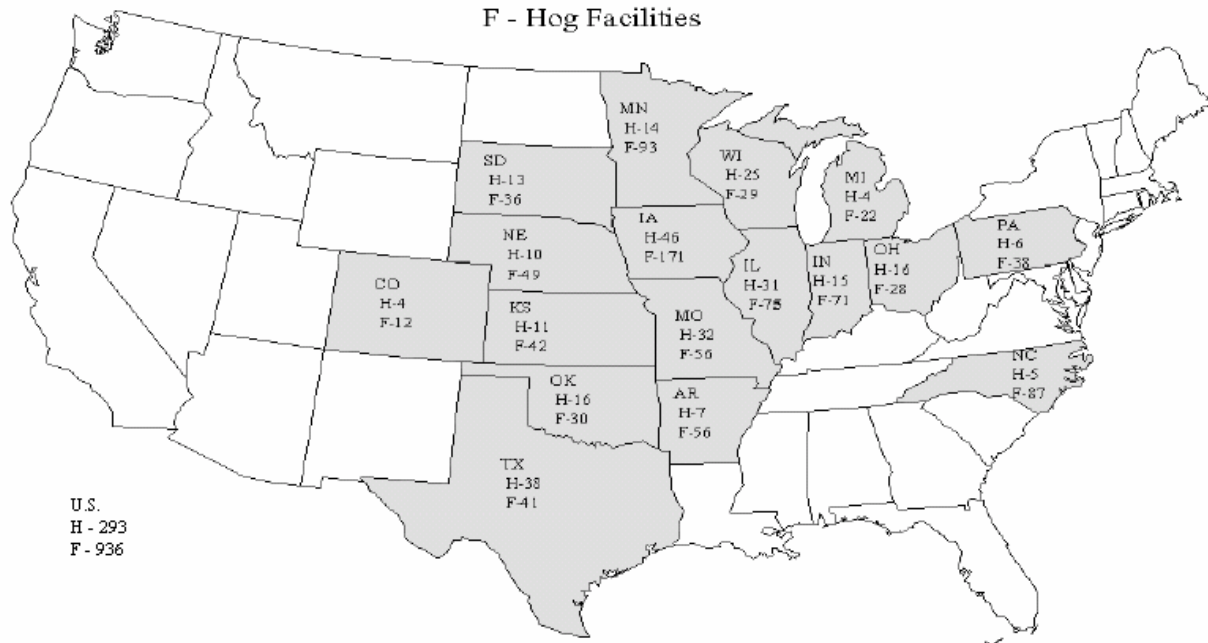 F - Hog Facilities
MN
H-14
F-93
WI
H-25
F-29
MI
H-4
F-22
SD
H-13
F-36
IA
H-46
F-171
NE
H-10
F-49
PA
H-6
F-38
OH
H-16
F-28
IN
H-15
F-71
IL
H-31
F-75
CO
H-4
F-12
KS
H-11
F-42
MO
H-32
F-56
NC
H-5
F-87
OK
H-16
F-30
AR
H-7
F-56
TX
H-38
F-41
U.S.
H - 293
F - 936